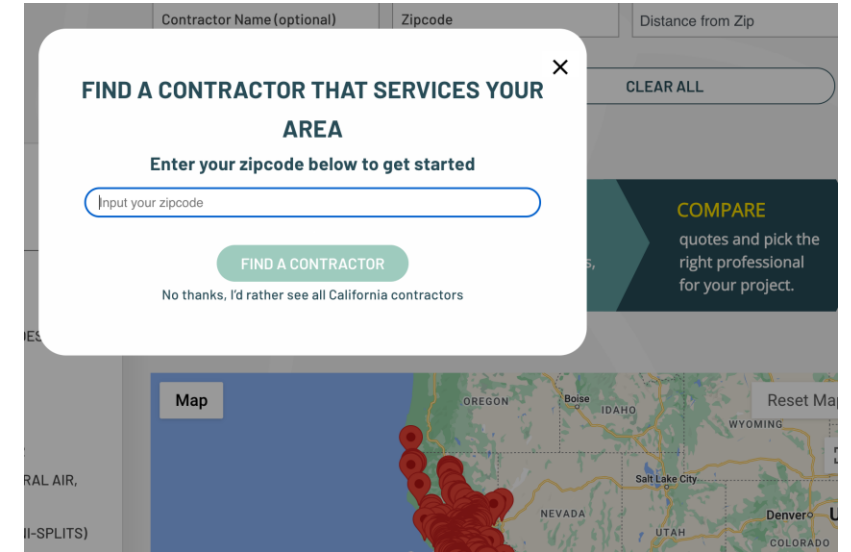 Contractor Name (optional)
Zipcode
Distance from Zip
FIND A CONTRACTOR THAT SERVICES YOUR
AREA
Enter your zipcode below to get started
Input your zipcode
FIND A CONTRACTOR
No thanks, I'd rather see all California contractors
CLEAR ALL
COMPARE
quotes and pick the
right professional
for your project.
Map
Reset Map
OREGON
Boise
IDAHO
WYOMING
RAL AIR,
Salt Lake City
NEVADA
Denver
UTAH
COLORADO
NI-SPLITS)